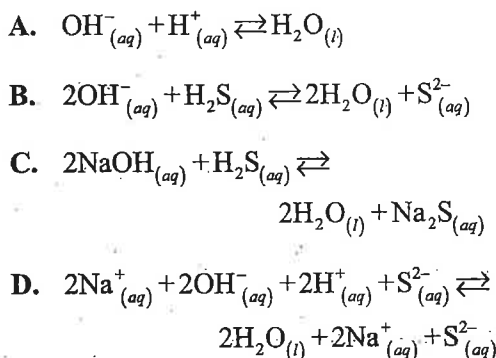 A. OH⁻(aq) + H⁺(aq) ⇄ H₂O(l)
B. 2OH⁻(aq) + H₂S(aq) ⇄ 2H₂O(l) + S²⁻(aq)
C. 2NaOH(aq) + H₂S(aq) ⇄
2H₂O(l) + Na₂S(aq)
D. 2Na⁺(aq) + 2OH⁻(aq) + 2H⁺(aq) + S²⁻(aq) ⇄
2H₂O(l) + 2Na⁺(aq) + S²⁻(aq)